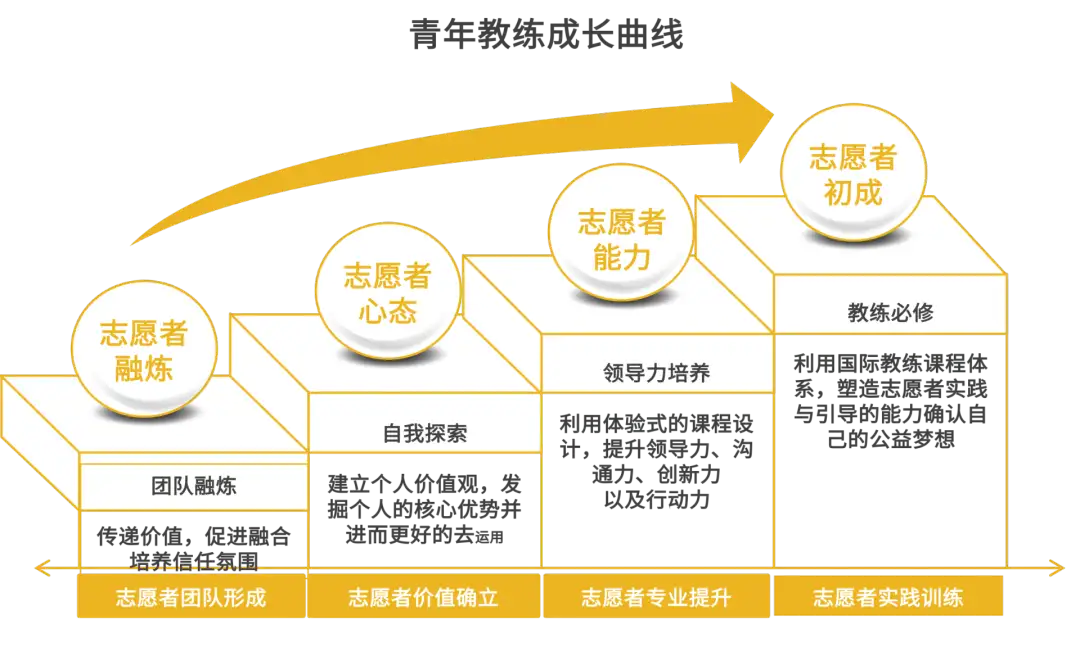 青年教练成长曲线
志愿者
融炼
团队融炼
传递价值，促进融合
培养信任氛围
志愿者团队形成
志愿者
心态
自我探索
建立个人价值观，发
掘个人的核心优势并
进而更好的去运用
志愿者价值确立
志愿者
能力
领导力培养
利用体验式的课程设
计，提升领导力、沟
通力、创新力
以及行动力
志愿者专业提升
志愿者
初成
教练必修
利用国际教练课程体
系，塑造志愿者实践
与引导的能力确认自
己的公益梦想
志愿者实践训练